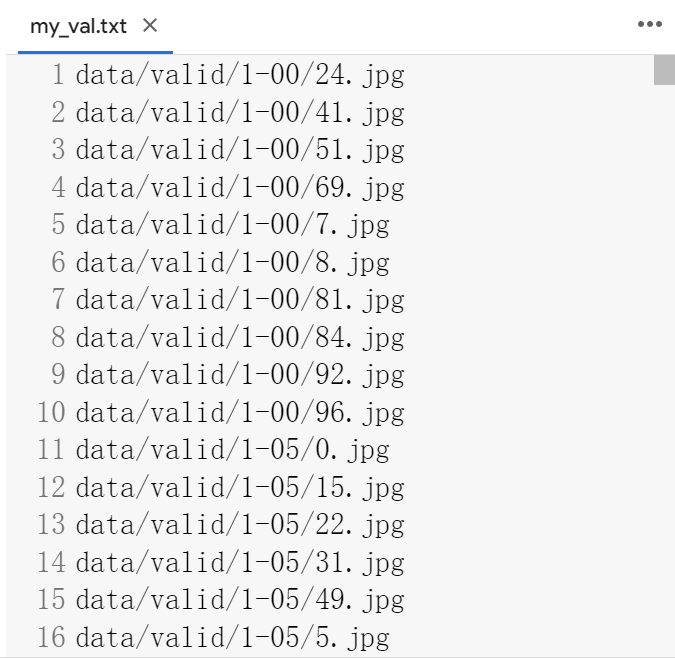 my_val.txt ×
1 data/valid/1-00/24.jpg
2 data/valid/1-00/41.jpg
3 data/valid/1-00/51.jpg
4 data/valid/1-00/69.jpg
5 data/valid/1-00/7.jpg
6 data/valid/1-00/8.jpg
7 data/valid/1-00/81.jpg
8 data/valid/1-00/84.jpg
9 data/valid/1-00/92.jpg
10 data/valid/1-00/96.jpg
11 data/valid/1-05/0.jpg
12 data/valid/1-05/15.jpg
13 data/valid/1-05/22.jpg
14 data/valid/1-05/31.jpg
15 data/valid/1-05/49.jpg
16 data/valid/1-05/5.jpg